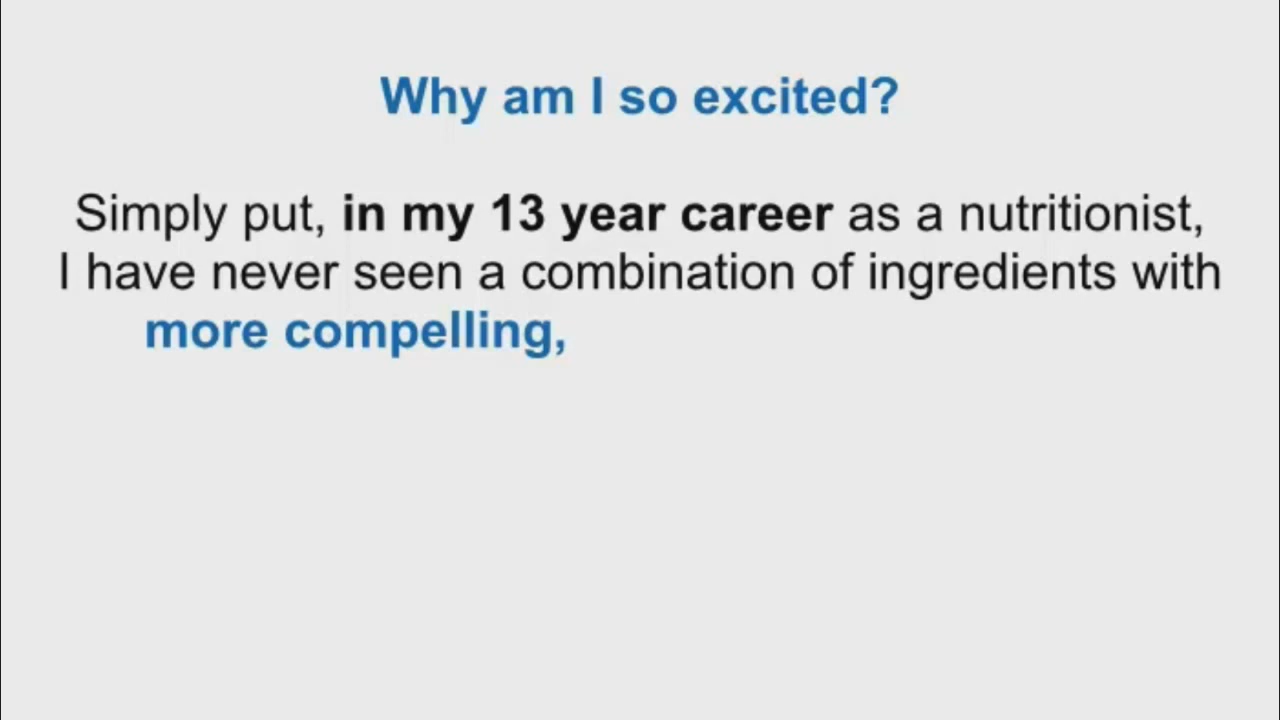 Why am I so excited?
Simply put, in my 13 year career as a nutritionist,
I have never seen a combination of ingredients with
more compelling,